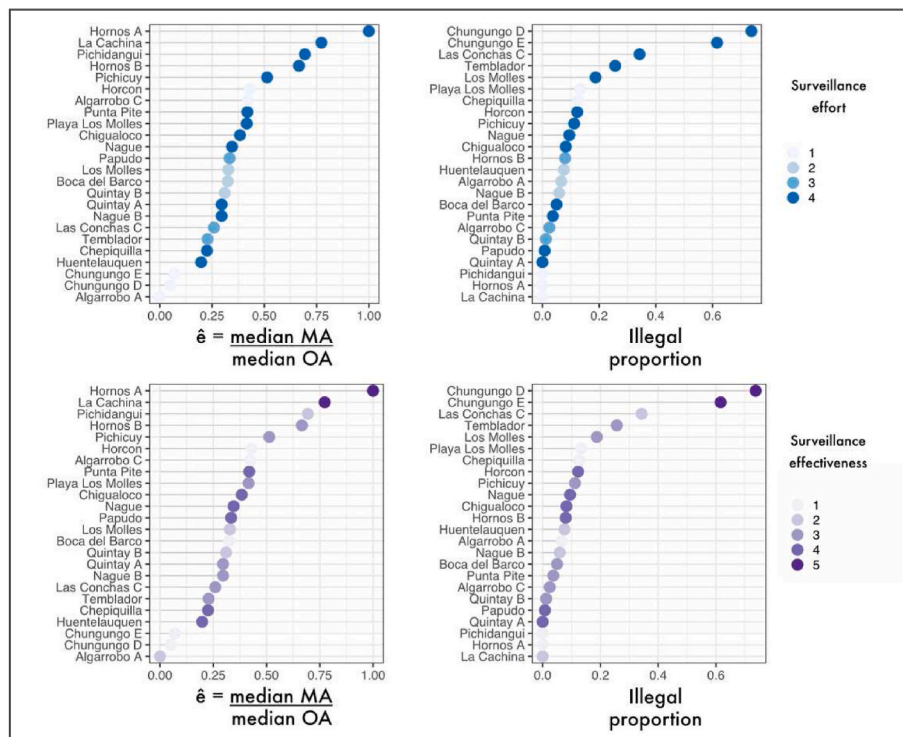 Hornos A
La Cachina
Pichidangui
Hornos B
Pichicuy
Horcon
Algarrobo C
Punta Pite
Playa Los Molles
Chigualoco
Nague
Papudo
Los Molles
Boca del Barco
Quintay B
Quintay A
Nague B
Las Conchas C
Temblador
Chepiquilla
Huentelauquen
Chungungo E
Chungungo D
Algarrobo A
0.00 0.25 0.50 0.75 1.00
ê = median MA
median OA
Chungungo D
Chungungo E
Las Conchas C
Temblador
Los Molles
Playa Los Molles
Chepiquilla
Horcon
Pichicuy
Nague
Chigualoco
Hornos B
Huentelauquen
Algarrobo A
Nague B
Boca del Barco
Punta Pite
Algarrobo C
Quintay B
Papudo
Quintay A
Pichidangui
Hornos A
La Cachina
0.0 0.2 0.4 0.6
Illegal
proportion
Surveillance
effort
1
2
3
4
Hornos A
La Cachina
Pichidangui
Hornos B
Pichicuy
Horcon
Algarrobo C
Punta Pite
Playa Los Molles
Chigualoco
Nague
Papudo
Los Molles
Boca del Barco
Quintay B
Quintay A
Nague B
Las Conchas C
Temblador
Chepiquilla
Huentelauquen
Chungungo E
Chungungo D
Algarrobo A
0.00 0.25 0.50 0.75 1.00
ê = median MA
median OA
Chungungo D
Chungungo E
Las Conchas C
Temblador
Los Molles
Playa Los Molles
Chepiquilla
Horcon
Pichicuy
Nague
Chigualoco
Hornos B
Huentelauquen
Algarrobo A
Nague B
Boca del Barco
Punta Pite
Algarrobo C
Quintay B
Papudo
Quintay A
Pichidangui
Hornos A
La Cachina
0.0 0.2 0.4 0.6
Illegal
proportion
Surveillance
effectiveness
1
2
3
4
5